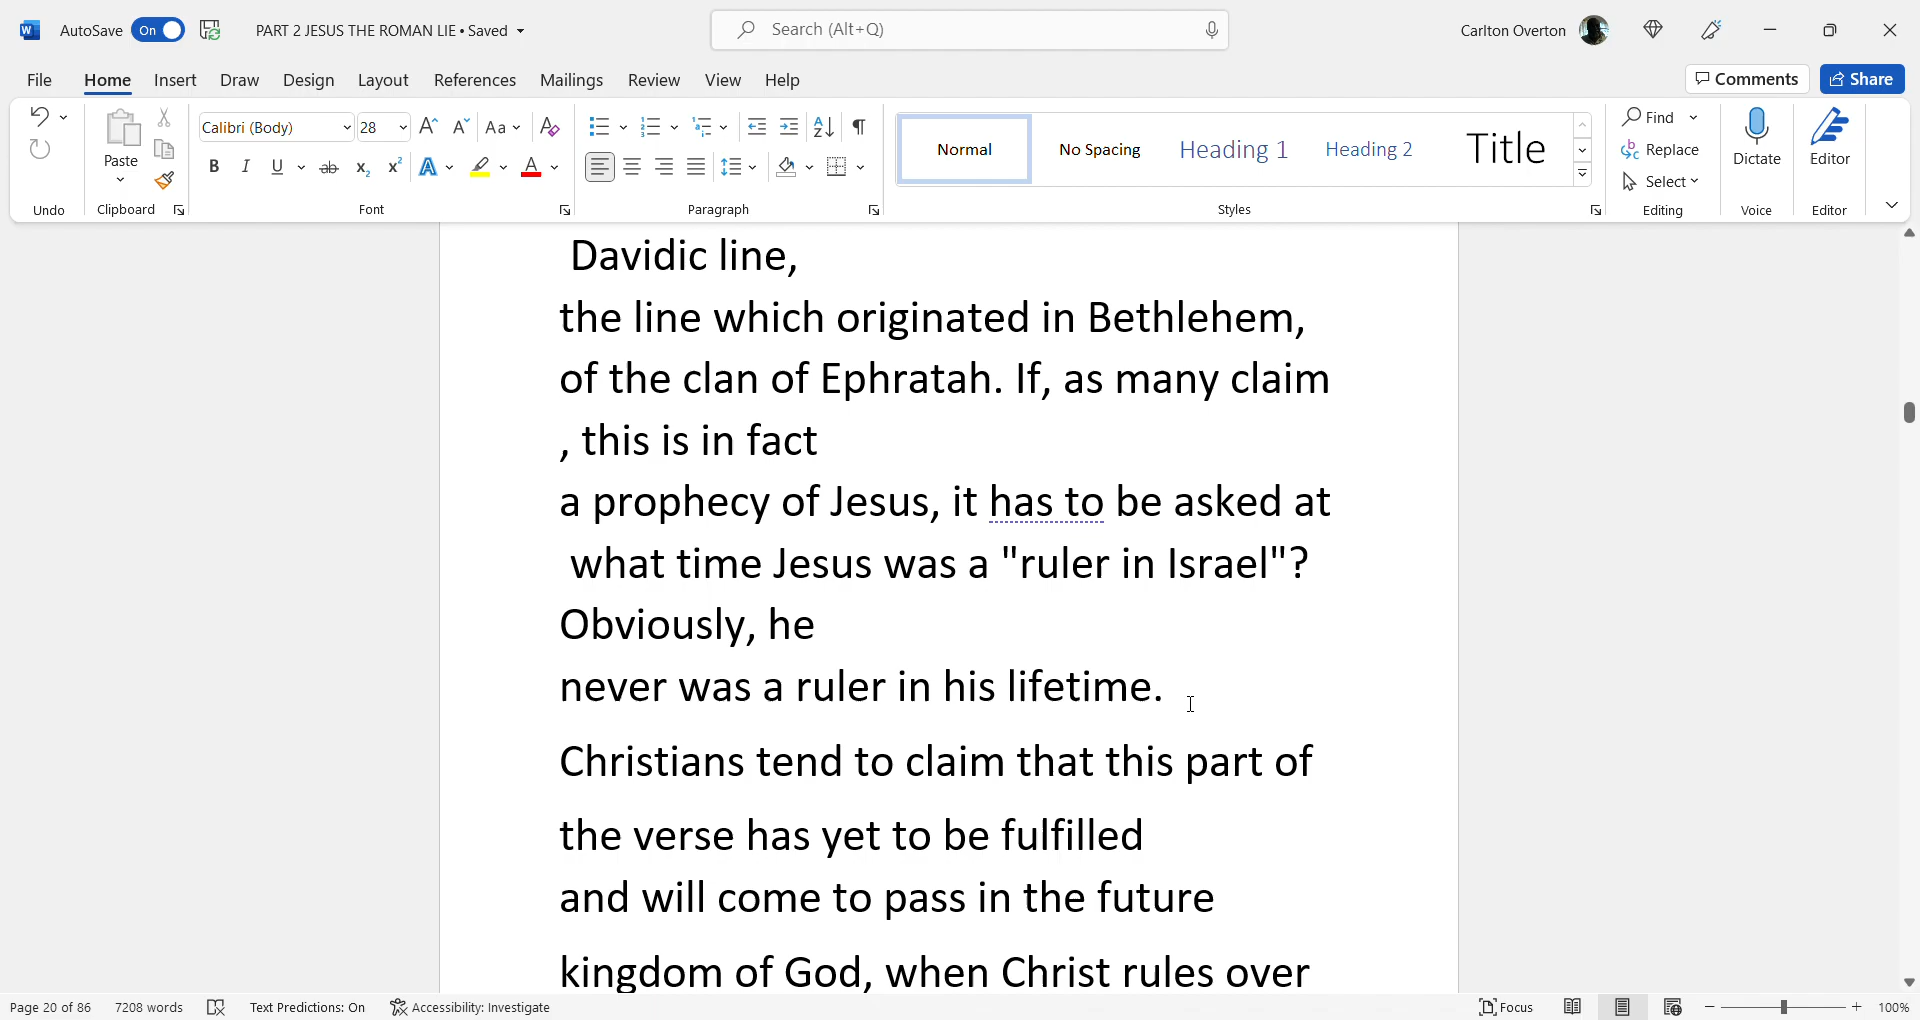 AutoSave On PART 2 JESUS THE ROMAN LIE • Saved Search (Alt+Q) Carlton Overton
File Home Insert Draw Design Layout References Mailings Review View Help Comments Share
Calibri (Body) 28 Aa Find
Paste Normal No Spacing Heading 1 Heading 2 Title Replace Dictate Editor
B I U ab x₂ x² A A Select
Undo Clipboard Font Paragraph Styles Editing Voice Editor
Davidic line,
the line which originated in Bethlehem,
of the clan of Ephratah. If, as many claim
, this is in fact
a prophecy of Jesus, it has to be asked at
what time Jesus was a "ruler in Israel"?
Obviously, he
never was a ruler in his lifetime.
Christians tend to claim that this part of
the verse has yet to be fulfilled
and will come to pass in the future
kingdom of God, when Christ rules over
Page 20 of 86 7208 words Text Predictions: On Accessibility: Investigate Focus 100%